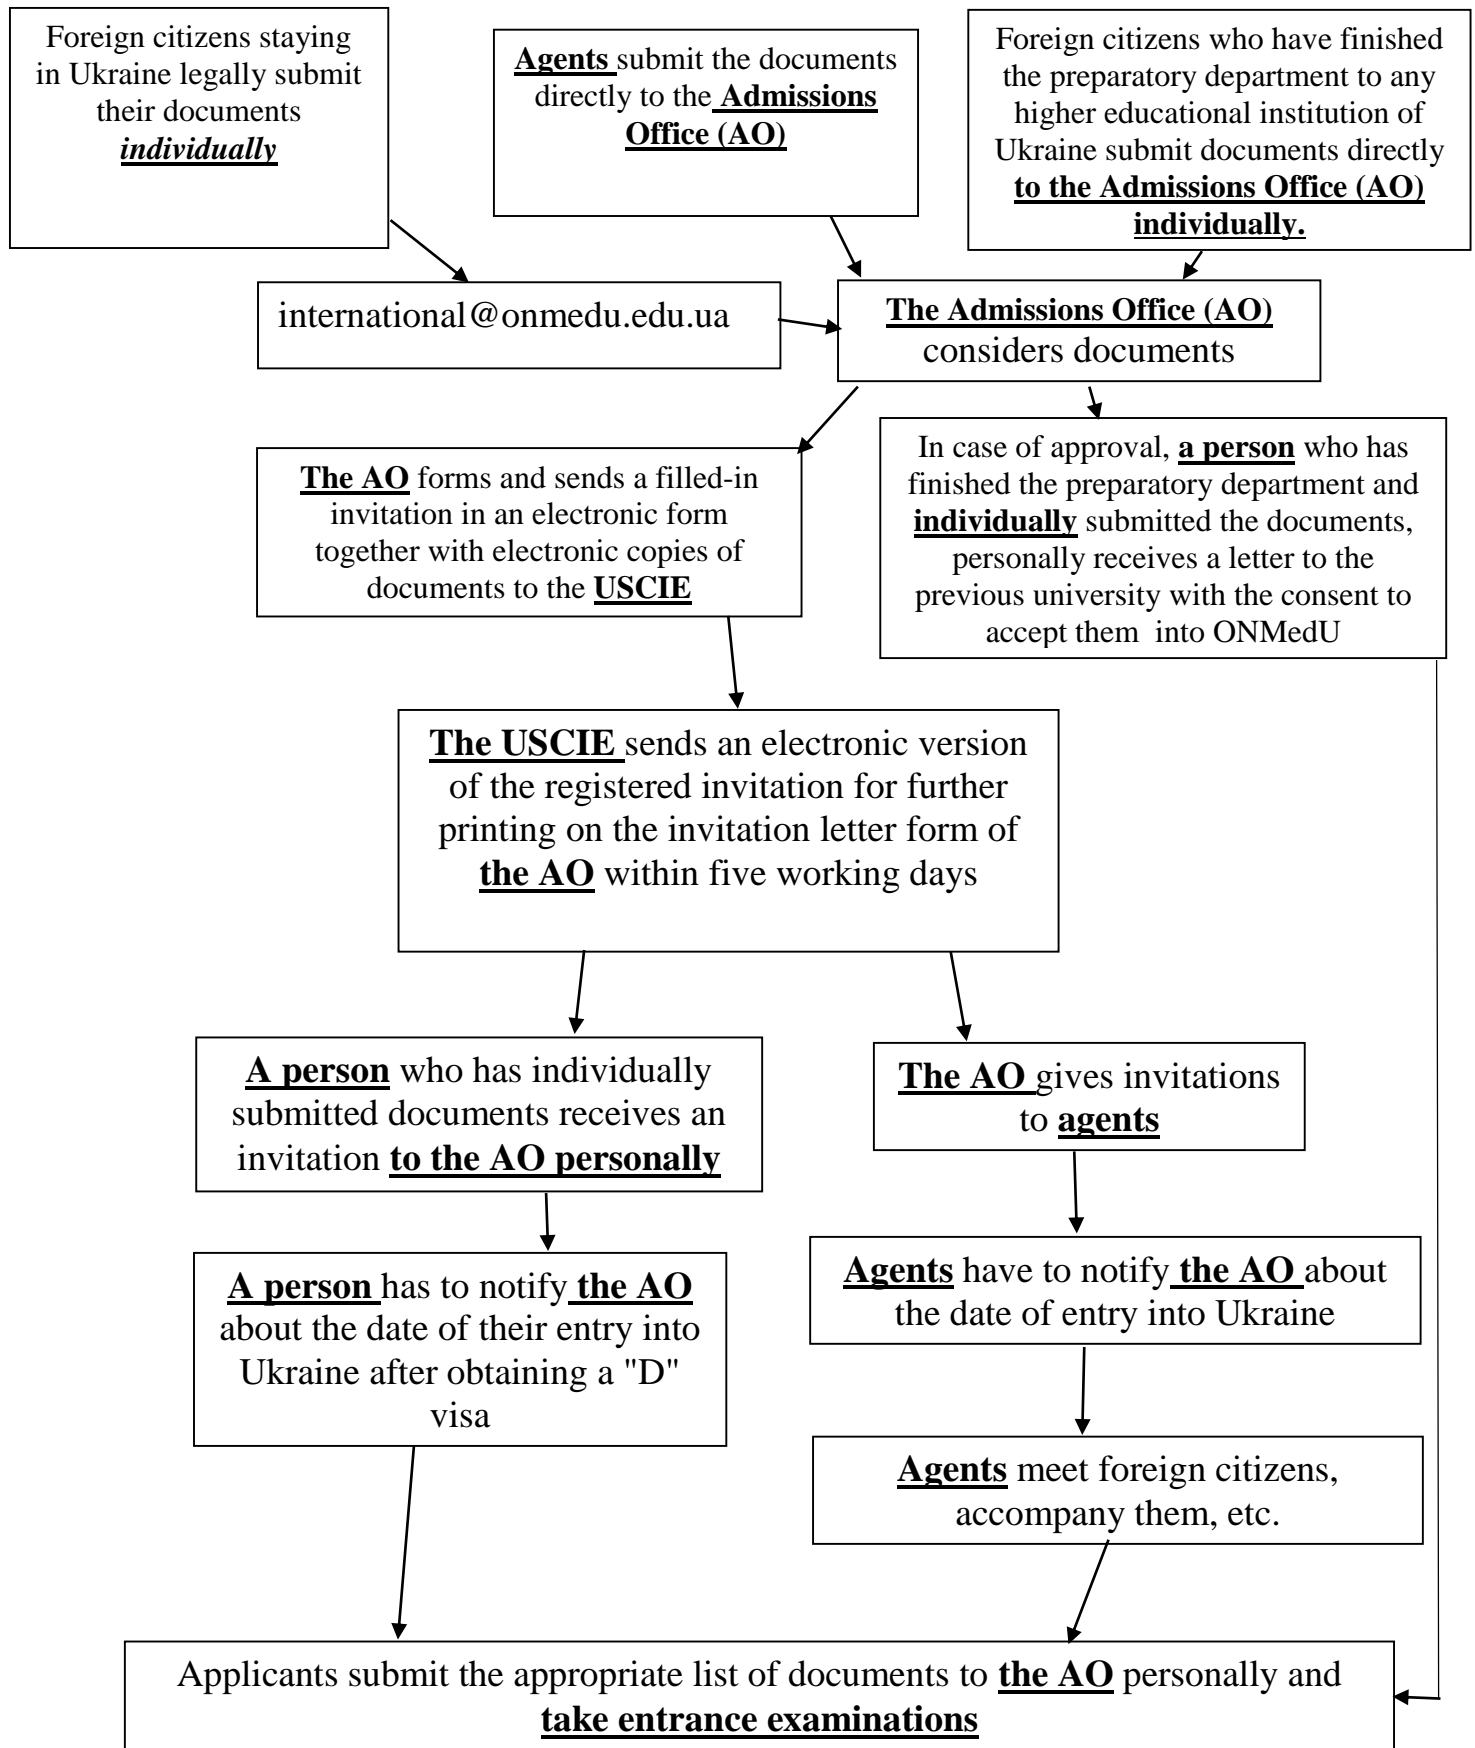 Foreign citizens staying
in Ukraine legally submit
their documents
individually
Agents submit the documents
directly to the Admissions
Office (AO)
Foreign citizens who have finished
the preparatory department to any
higher educational institution of
Ukraine submit documents directly
to the Admissions Office (AO)
individually.
international@onmedu.edu.ua
The Admissions Office (AO)
considers documents
The AO forms and sends a filled-in
invitation in an electronic form
together with electronic copies of
documents to the USCIE
In case of approval, a person who has
finished the preparatory department and
individually submitted the documents,
personally receives a letter to the
previous university with the consent to
accept them into ONMedU
The USCIE sends an electronic version
of the registered invitation for further
printing on the invitation letter form of
the AO within five working days
A person who has individually
submitted documents receives an
invitation to the AO personally
The AO gives invitations
to agents
A person has to notify the AO
about the date of their entry into
Ukraine after obtaining a "D"
visa
Agents have to notify the AO about
the date of entry into Ukraine
Agents meet foreign citizens,
accompany them, etc.
Applicants submit the appropriate list of documents to the AO personally and
take entrance examinations